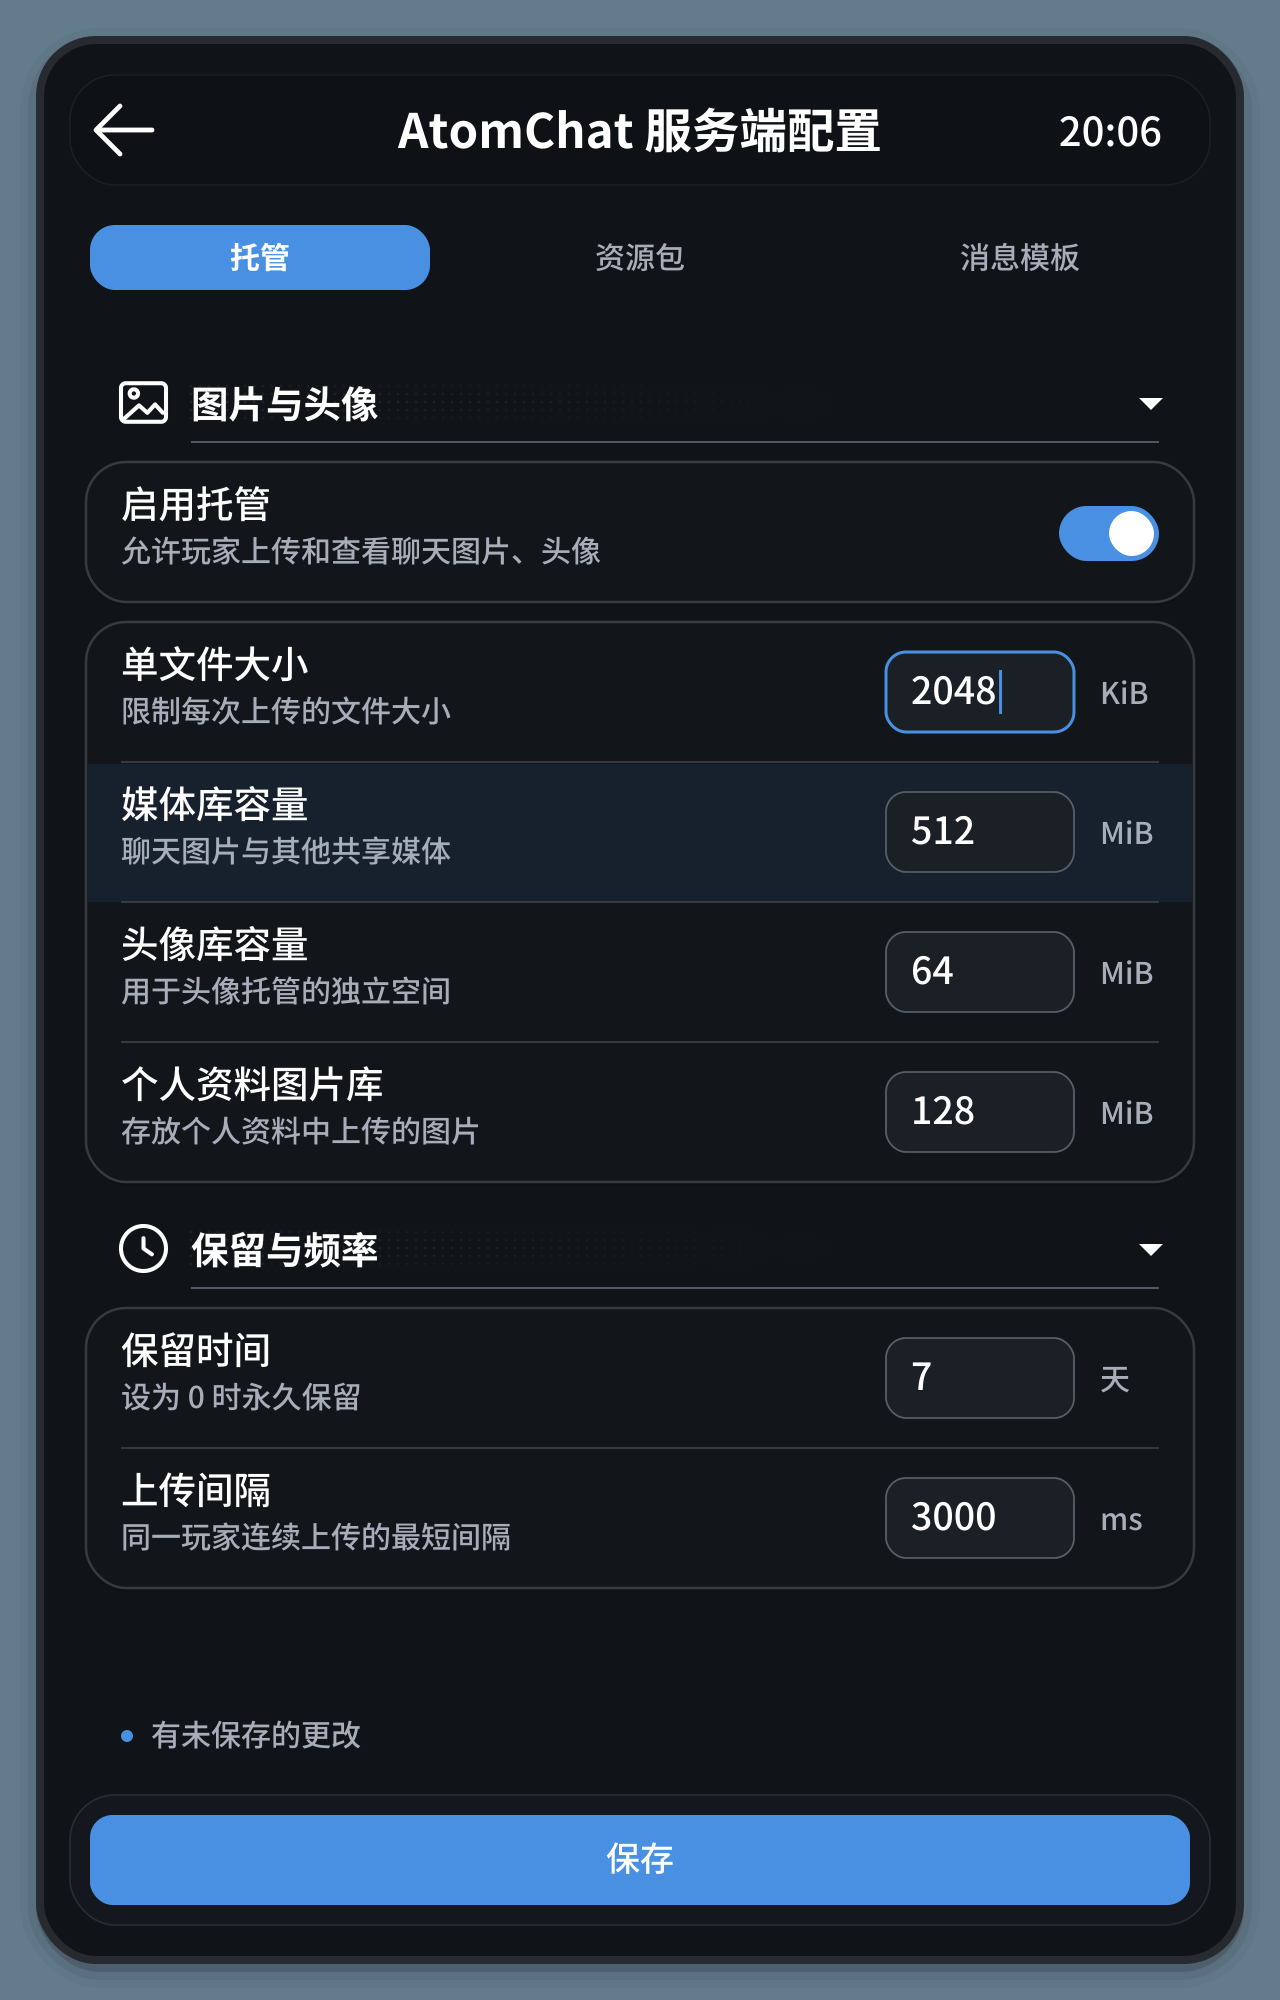 AtomChat 服务端配置
20:06
托管
资源包
消息模板
图片与头像
启用托管
允许玩家上传和查看聊天图片、头像
单文件大小
限制每次上传的文件大小
2048
KiB
媒体库容量
聊天图片与其他共享媒体
512
MiB
头像库容量
用于头像托管的独立空间
64
MiB
个人资料图片库
存放个人资料中上传的图片
128
MiB
保留与频率
保留时间
设为 0 时永久保留
7
天
上传间隔
同一玩家连续上传的最短间隔
3000
ms
有未保存的更改
保存